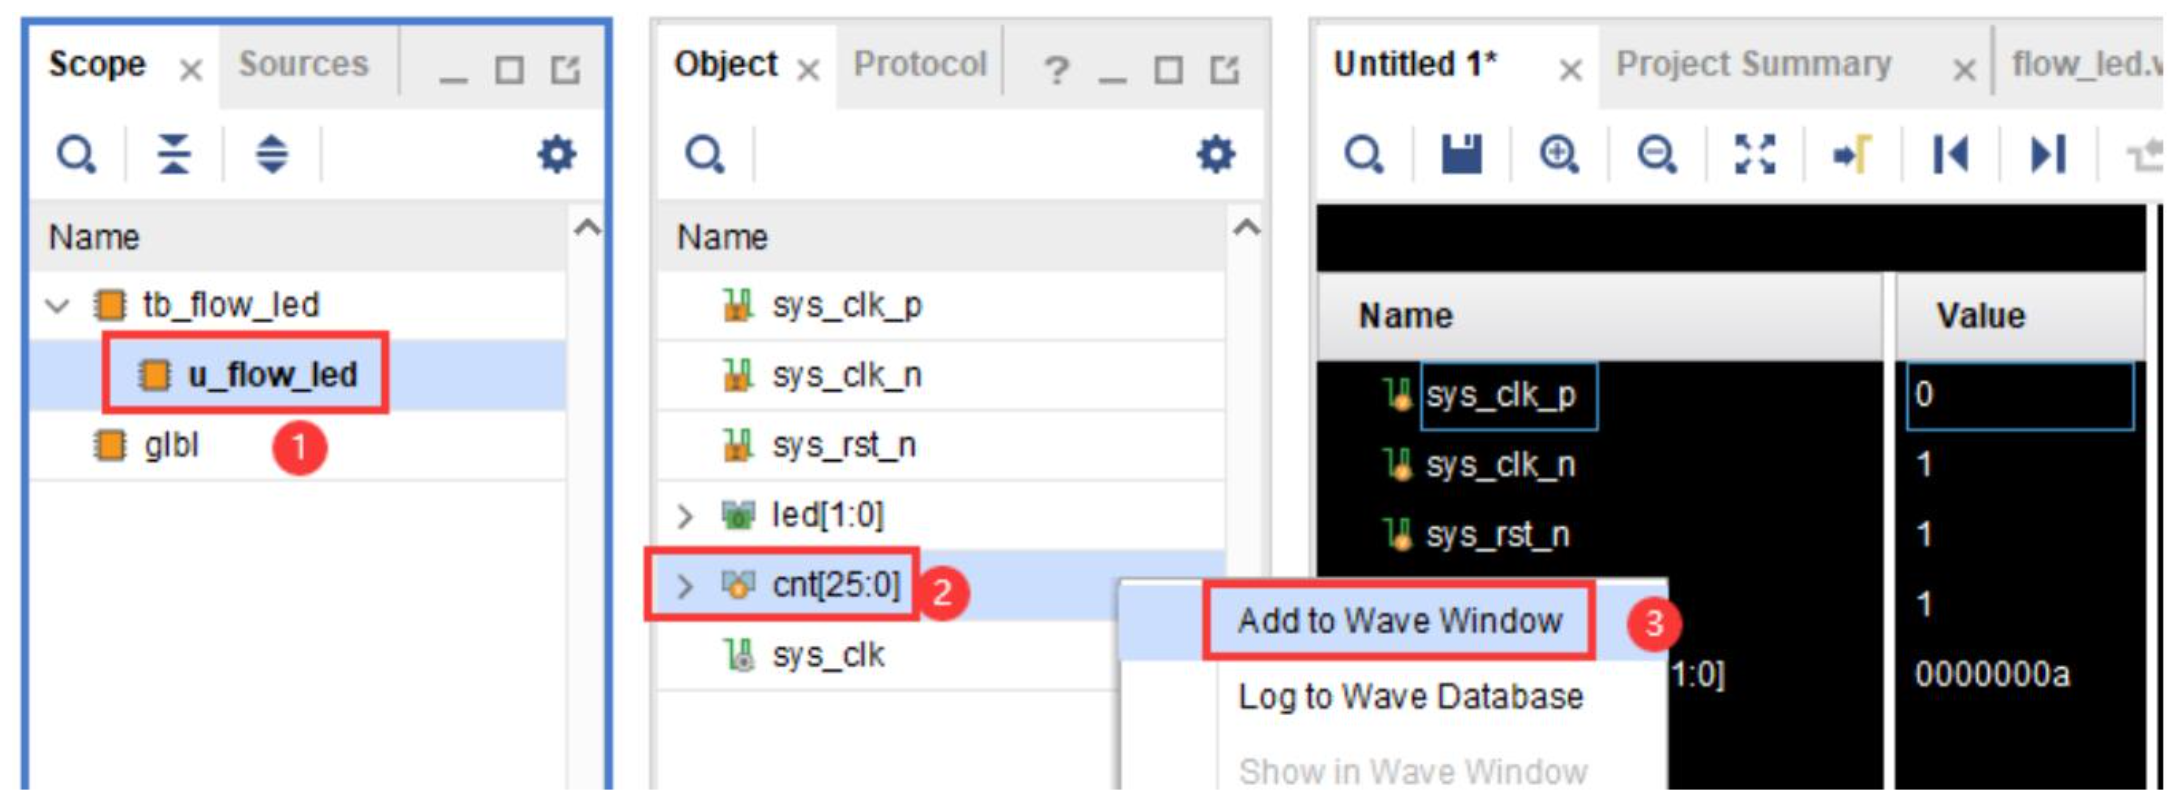 Scope
Sources
Name
tb_flow_led
u_flow_led
glbl
1
Object
Protocol
?
Name
sys_clk_p
sys_clk_n
sys_rst_n
led[1:0]
cnt[25:0]
2
sys_clk
Add to Wave Window
3
Log to Wave Database
Show in Wave Window
Untitled 1*
Project Summary
flow_led.v
Name Value
sys_clk_p 0
sys_clk_n 1
sys_rst_n 1
1
1:0] 0000000a